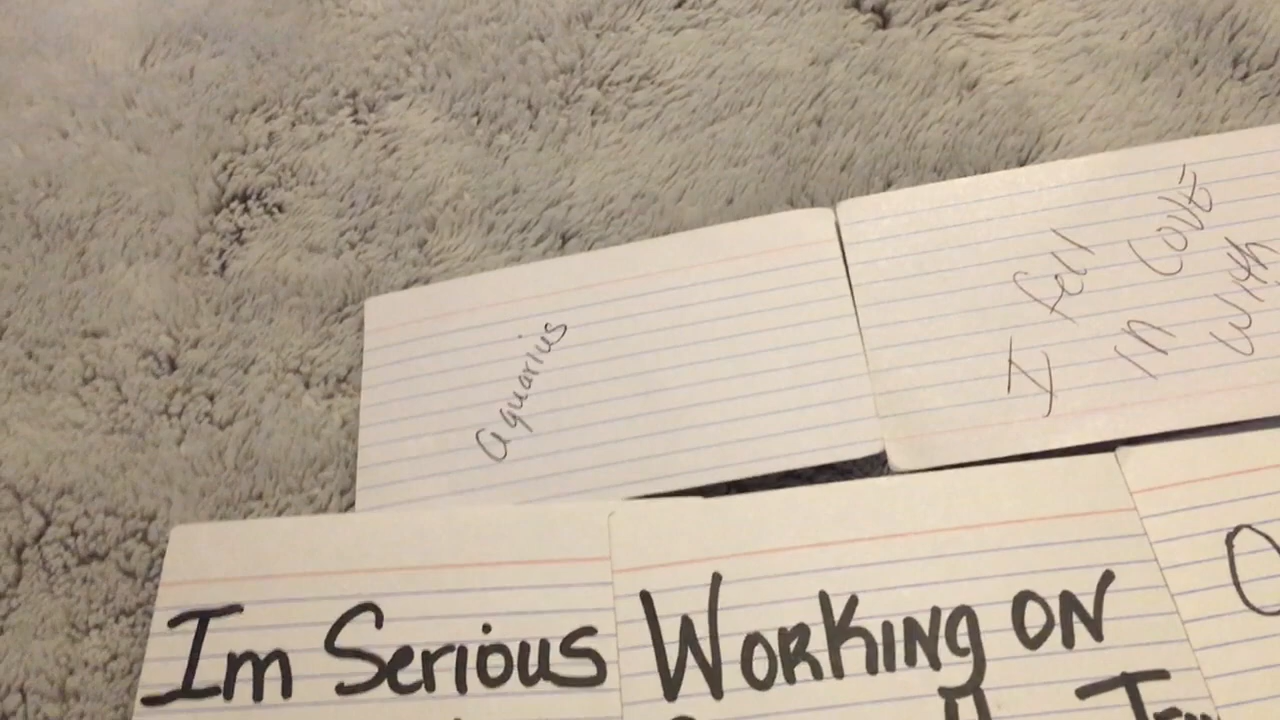 aquarius
I fell
in love
with
Im Serious
Working on